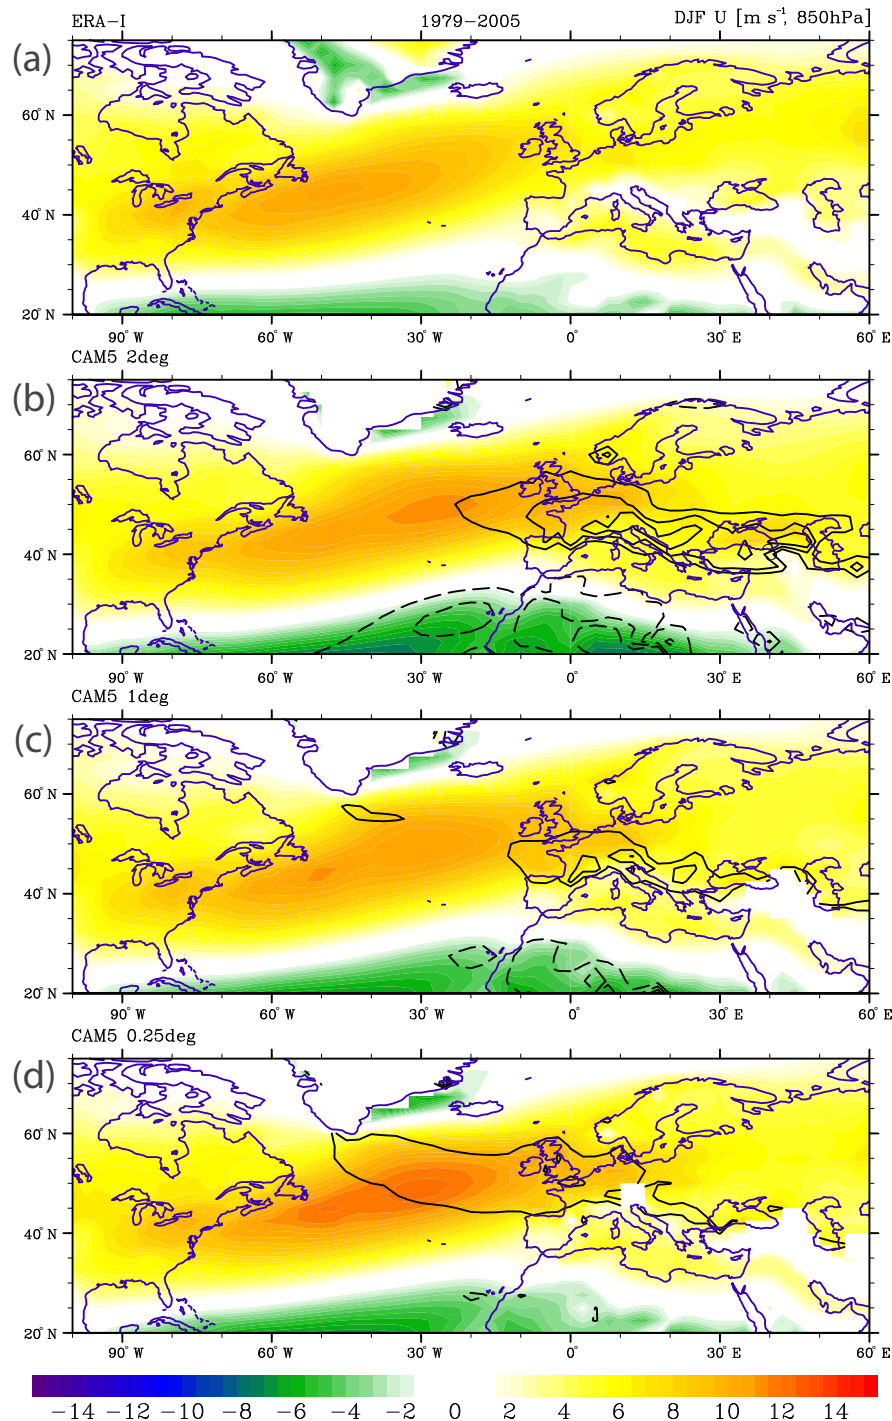 ERA-I 1979-2005 DJF U [m s⁻¹, 850hPa]
(a)
60° N
40° N
20° N
90° W 60° W 30° W 0° 30° E 60° E
CAM5 2deg
(b)
60° N
40° N
20° N
90° W 60° W 30° W 0° 30° E 60° E
CAM5 1deg
(c)
60° N
40° N
20° N
90° W 60° W 30° W 0° 30° E 60° E
CAM5 0.25deg
(d)
60° N
40° N
20° N
90° W 60° W 30° W 0° 30° E 60° E
-14 -12 -10 -8 -6 -4 -2 0 2 4 6 8 10 12 14